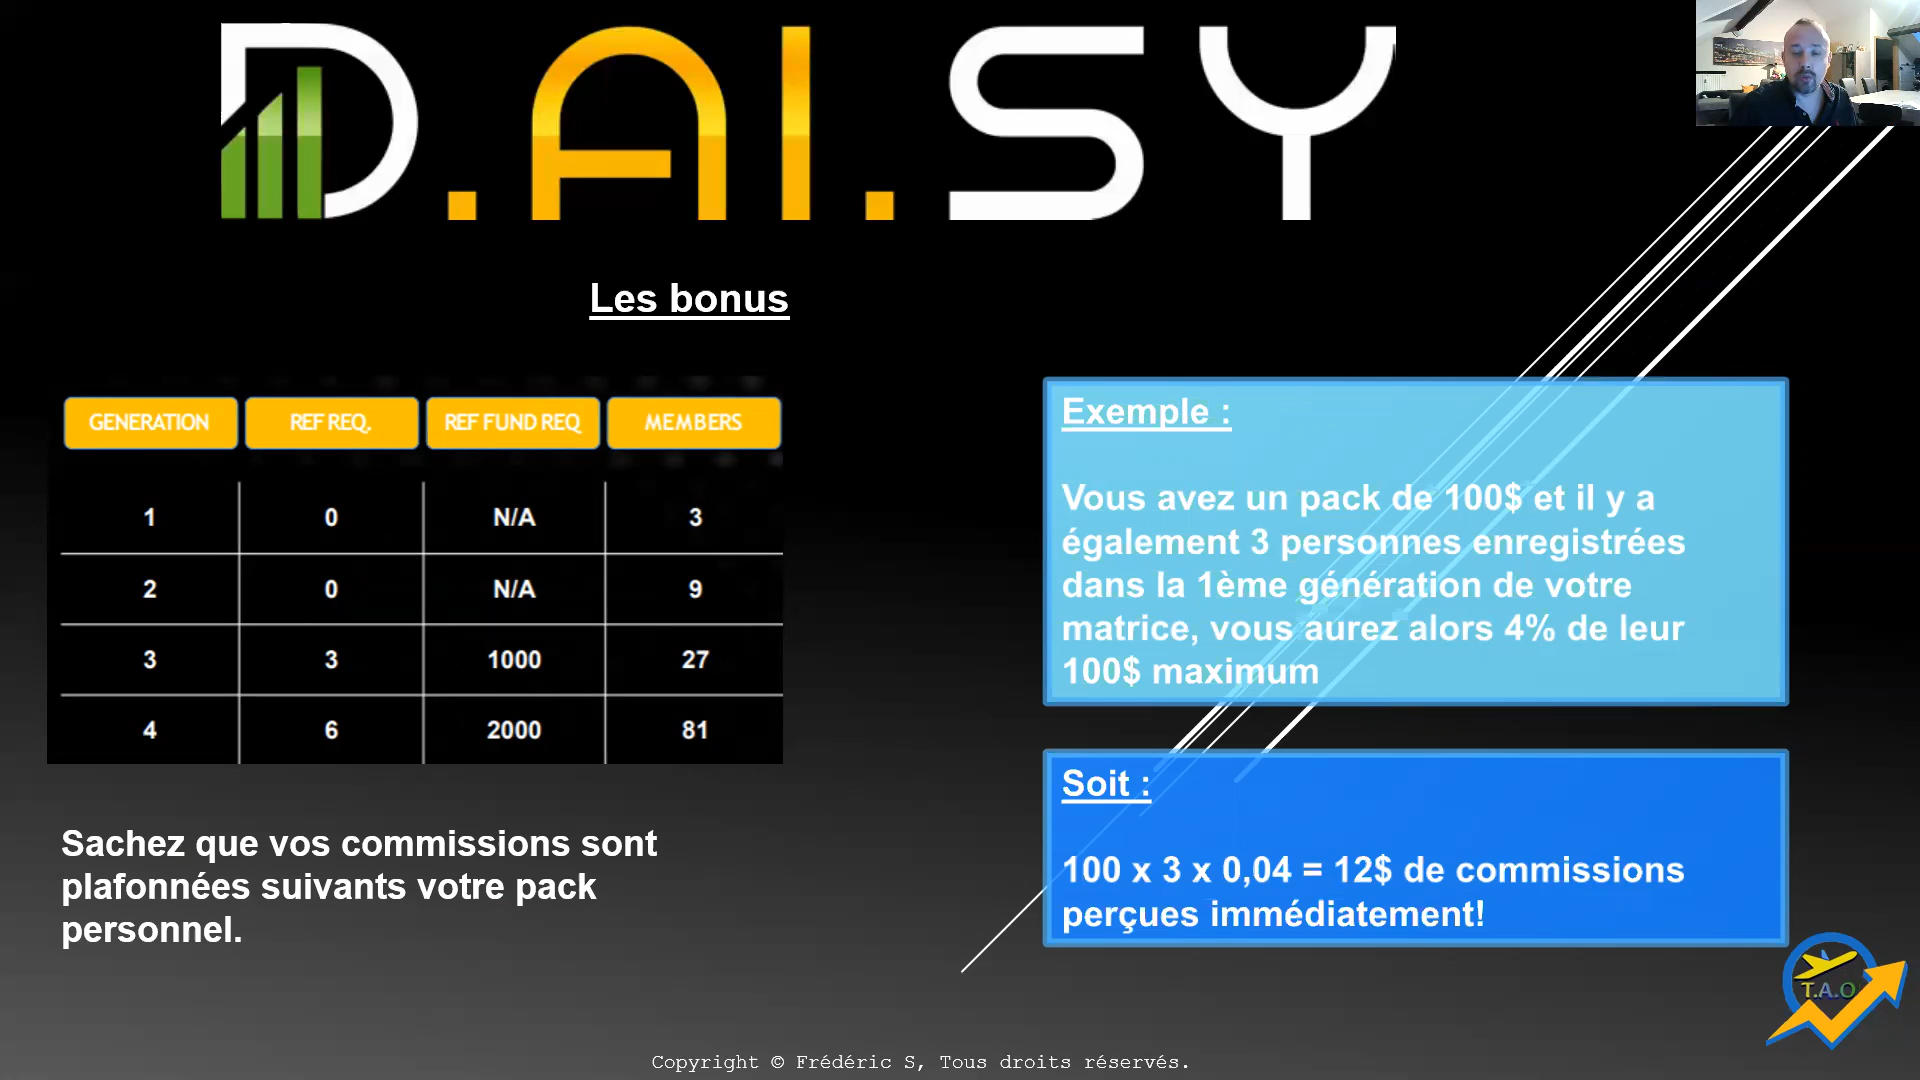 D.AI.SY
Les bonus
GENERATION REF REQ. REF FUND REQ MEMBERS
1 0 N/A 3
2 0 N/A 9
3 3 1000 27
4 6 2000 81
Sachez que vos commissions sont
plafonnées suivants votre pack
personnel.
Exemple :
Vous avez un pack de 100$ et il y a
également 3 personnes enregistrées
dans la 1ème génération de votre
matrice, vous aurez alors 4% de leur
100$ maximum
Soit :
100 x 3 x 0,04 = 12$ de commissions
perçues immédiatement!
T.A.O
Copyright © Frédéric S, Tous droits réservés.